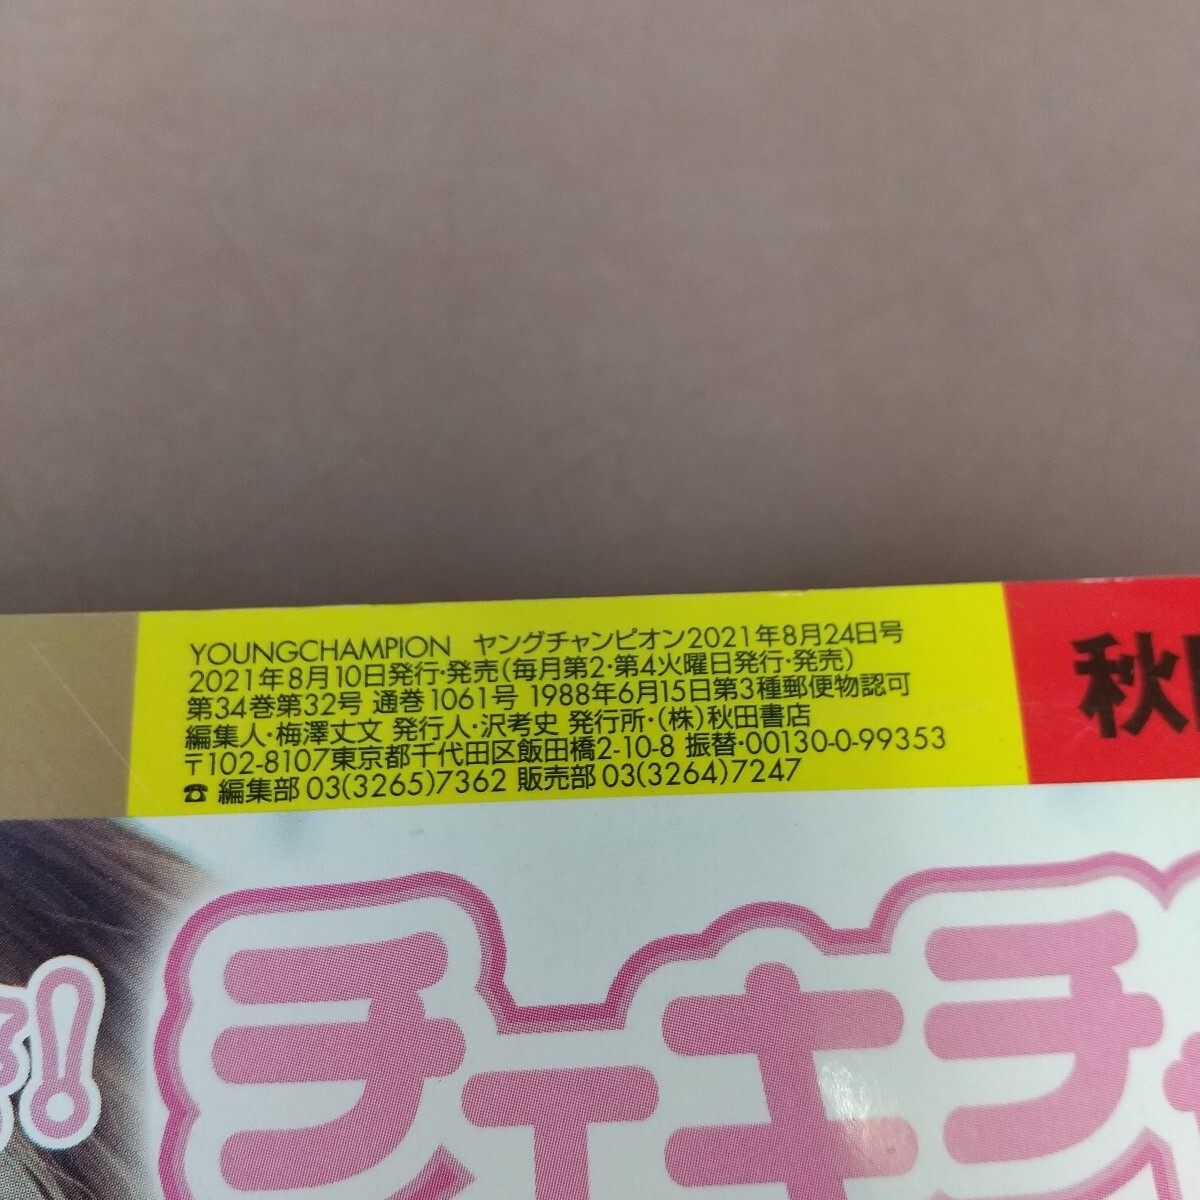 YOUNGCHAMPION ヤングチャンピオン2021年8月24日号
2021年8月10日発行・発売(毎月第2・第4火曜日発行・発売)
第34巻第32号 通巻1061号 1988年6月15日第3種郵便物認可
編集人・梅澤丈文 発行人・沢考史 発行所・(株)秋田書店
〒102-8107東京都千代田区飯田橋2-10-8 振替・00130-0-99353
☎ 編集部 03(3265)7362 販売部 03(3264)7247
秋
!
チェキチ